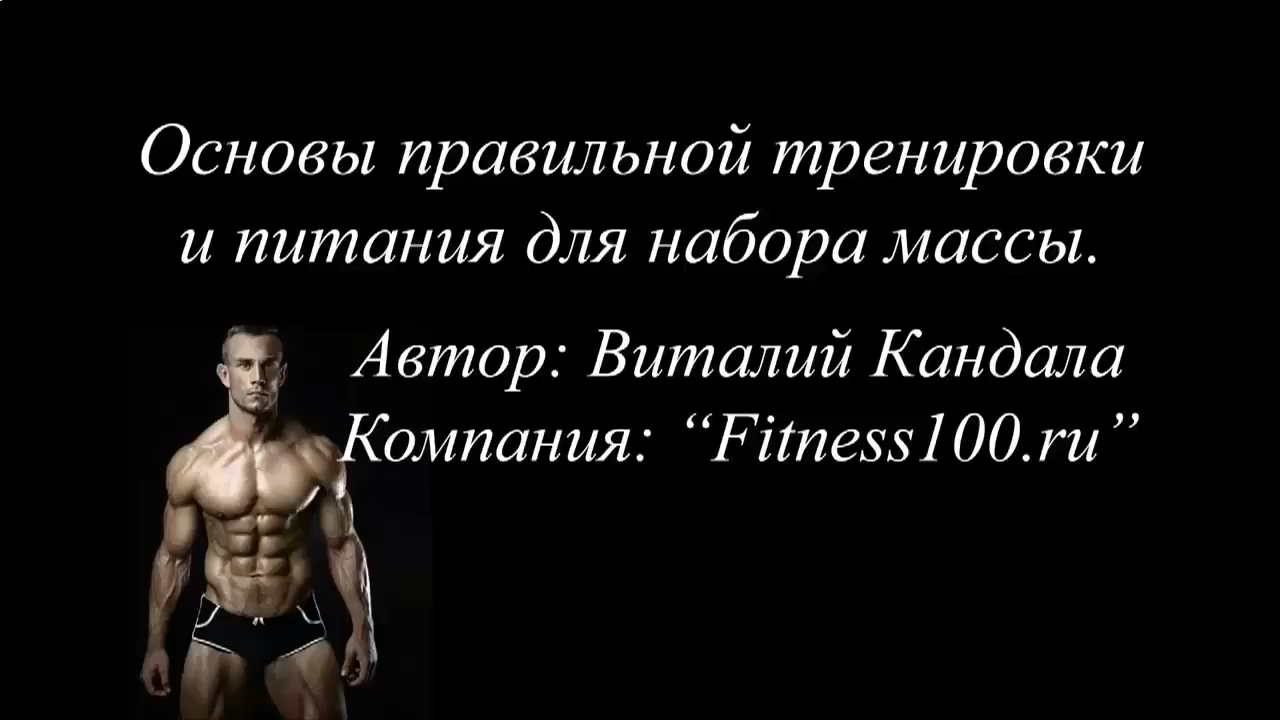 Основы правильной тренировки
и питания для набора массы.
Автор: Виталий Кандала
Компания: “Fitness100.ru”